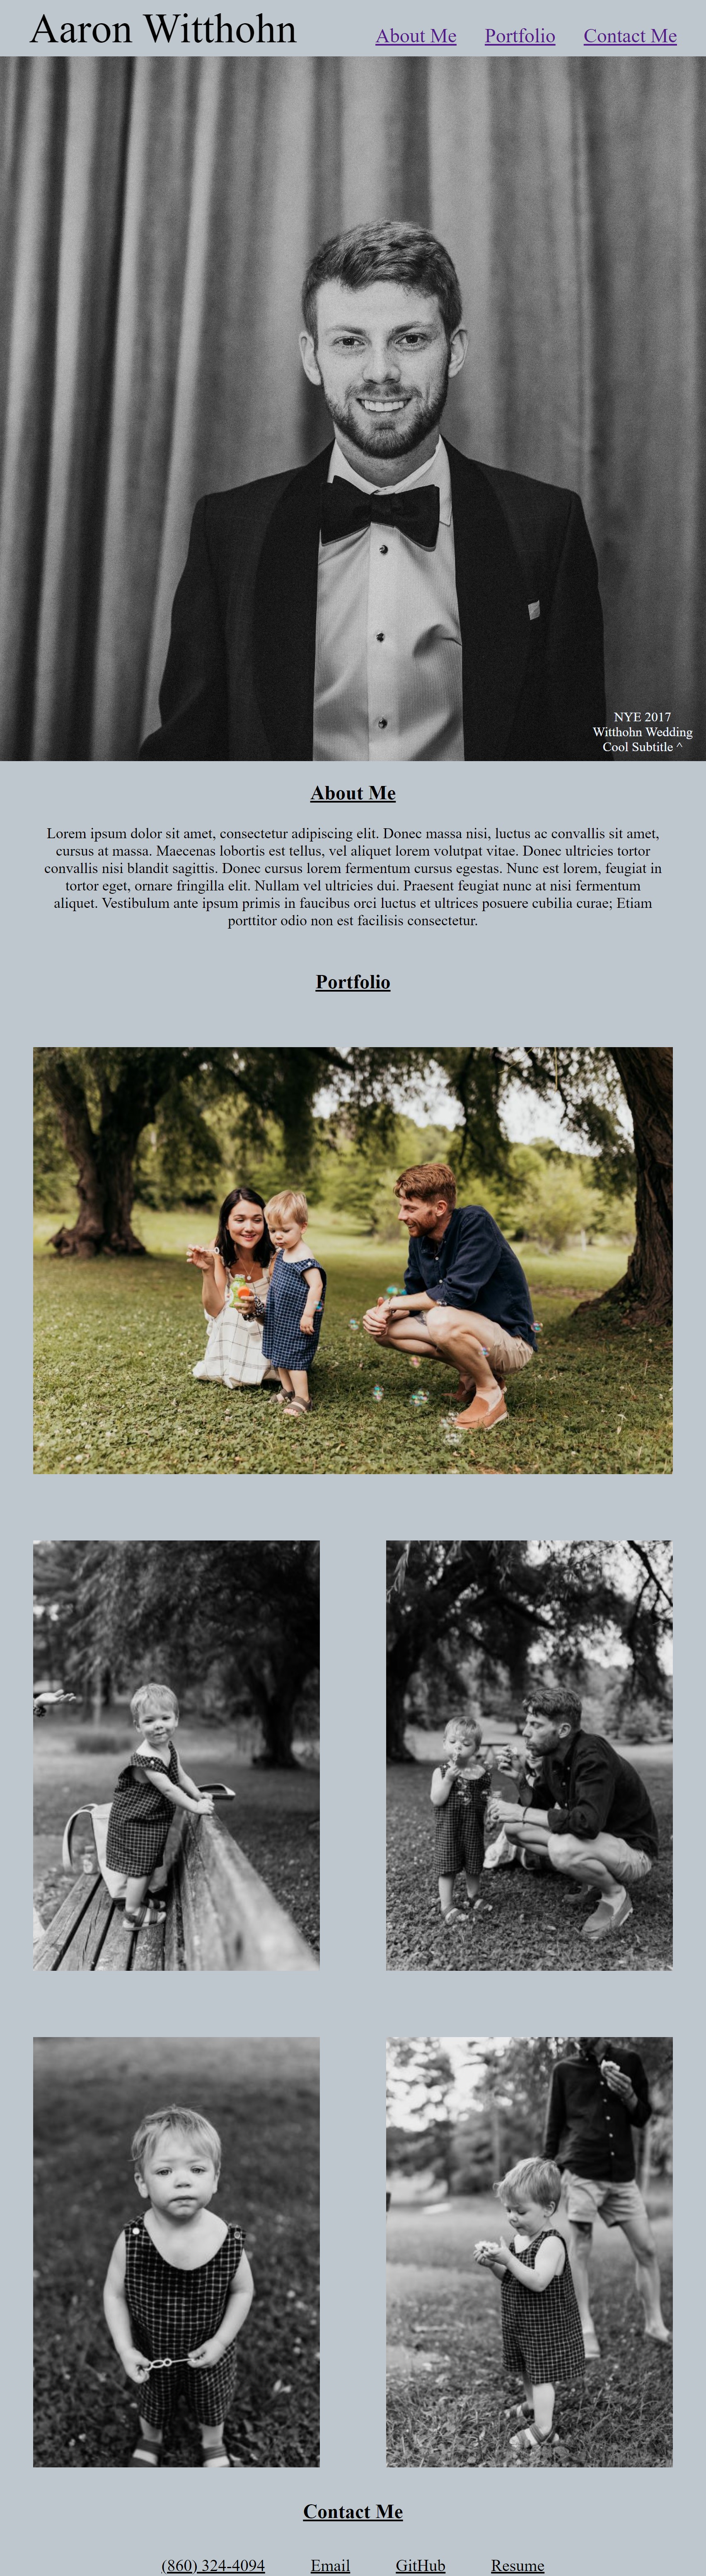 Aaron Witthohn
About Me
Portfolio
Contact Me
NYE 2017
Witthohn Wedding
Cool Subtitle ^
About Me
Lorem ipsum dolor sit amet, consectetur adipiscing elit. Donec massa nisi, luctus ac convallis sit amet,
cursus at massa. Maecenas lobortis est tellus, vel aliquet lorem volutpat vitae. Donec ultricies tortor
convallis nisi blandit sagittis. Donec cursus lorem fermentum cursus egestas. Nunc est lorem, feugiat in
tortor eget, ornare fringilla elit. Nullam vel ultricies dui. Praesent feugiat nunc at nisi fermentum
aliquet. Vestibulum ante ipsum primis in faucibus orci luctus et ultrices posuere cubilia curae; Etiam
porttitor odio non est facilisis consectetur.
Portfolio
Contact Me
(860) 324-4094
Email
GitHub
Resume